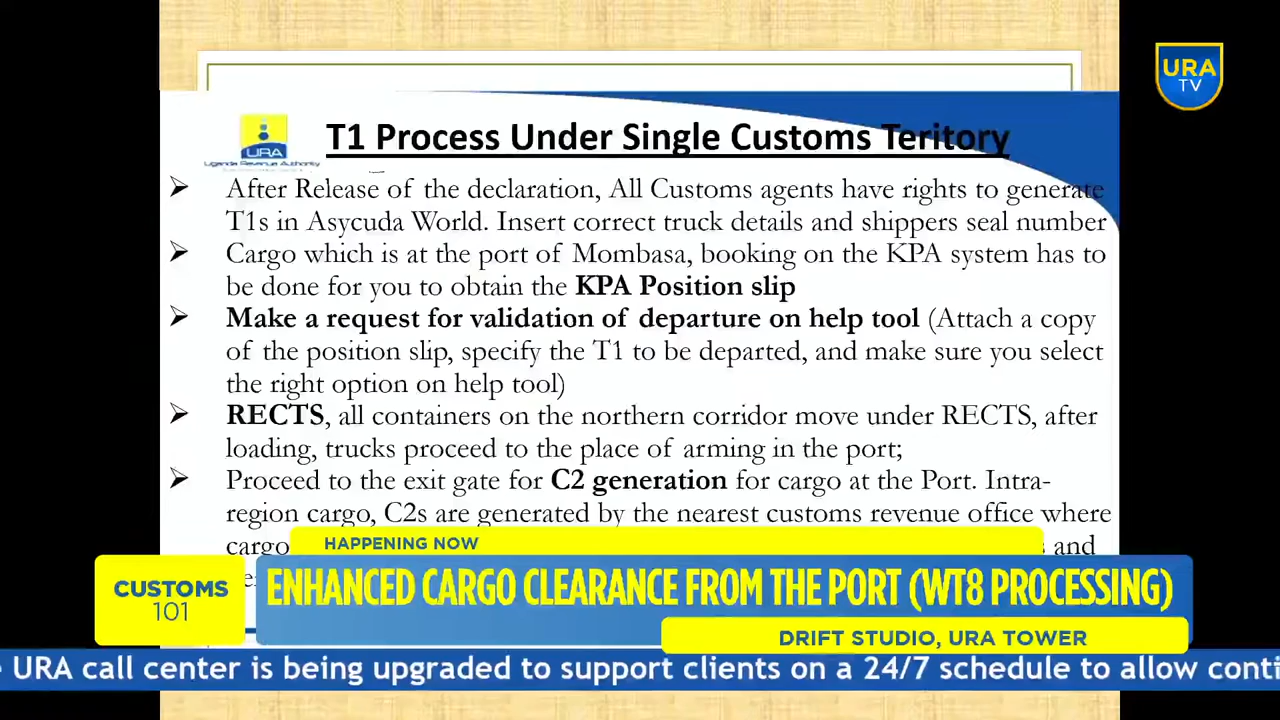 URA
TV
URA
Uganda Revenue Authority
T1 Process Under Single Customs Teritory
➢ After Release of the declaration, All Customs agents have rights to generate
T1s in Asycuda World. Insert correct truck details and shippers seal number
➢ Cargo which is at the port of Mombasa, booking on the KPA system has to
be done for you to obtain the KPA Position slip
➢ Make a request for validation of departure on help tool (Attach a copy
of the position slip, specify the T1 to be departed, and make sure you select
the right option on help tool)
➢ RECTS, all containers on the northern corridor move under RECTS, after
loading, trucks proceed to the place of arming in the port;
➢ Proceed to the exit gate for C2 generation for cargo at the Port. Intra-
region cargo, C2s are generated by the nearest customs revenue office where
cargo and
HAPPENING NOW
CUSTOMS
101
ENHANCED CARGO CLEARANCE FROM THE PORT (WT8 PROCESSING)
DRIFT STUDIO, URA TOWER
URA call center is being upgraded to support clients on a 24/7 schedule to allow conti